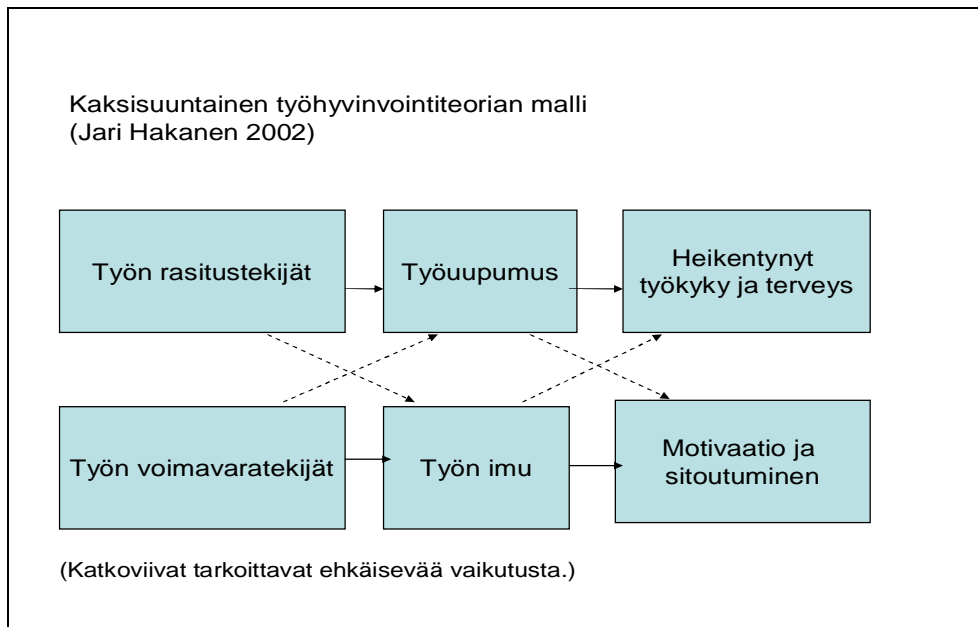 Kaksisuuntainen työhyvinvointiteorian malli
(Jari Hakanen 2002)
Työn rasitustekijät
Työuupumus
Heikentynyt
työkyky ja terveys
Työn voimavaratekijät
Työn imu
Motivaatio ja
sitoutuminen
(Katkoviivat tarkoittavat ehkäisevää vaikutusta.)